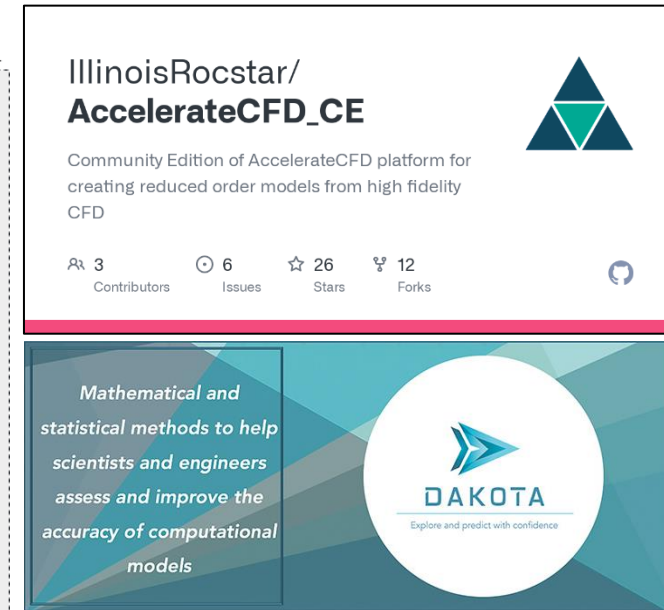 IllinoisRocstar/
AccelerateCFD_CE
Community Edition of AccelerateCFD platform for
creating reduced order models from high fidelity
CFD
3
Contributors
6
Issues
26
Stars
12
Forks
Mathematical and
statistical methods to help
scientists and engineers
assess and improve the
accuracy of computational
models
DAKOTA
Explore and predict with confidence